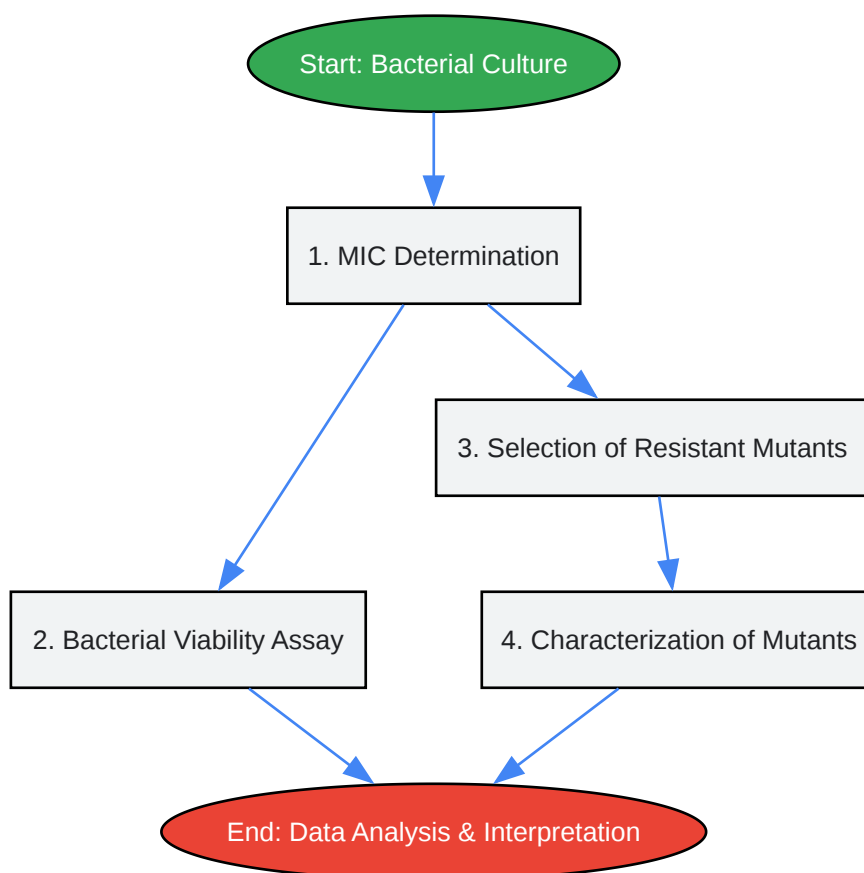 Start: Bacterial Culture
1. MIC Determination
3. Selection of Resistant Mutants
2. Bacterial Viability Assay
4. Characterization of Mutants
End: Data Analysis & Interpretation